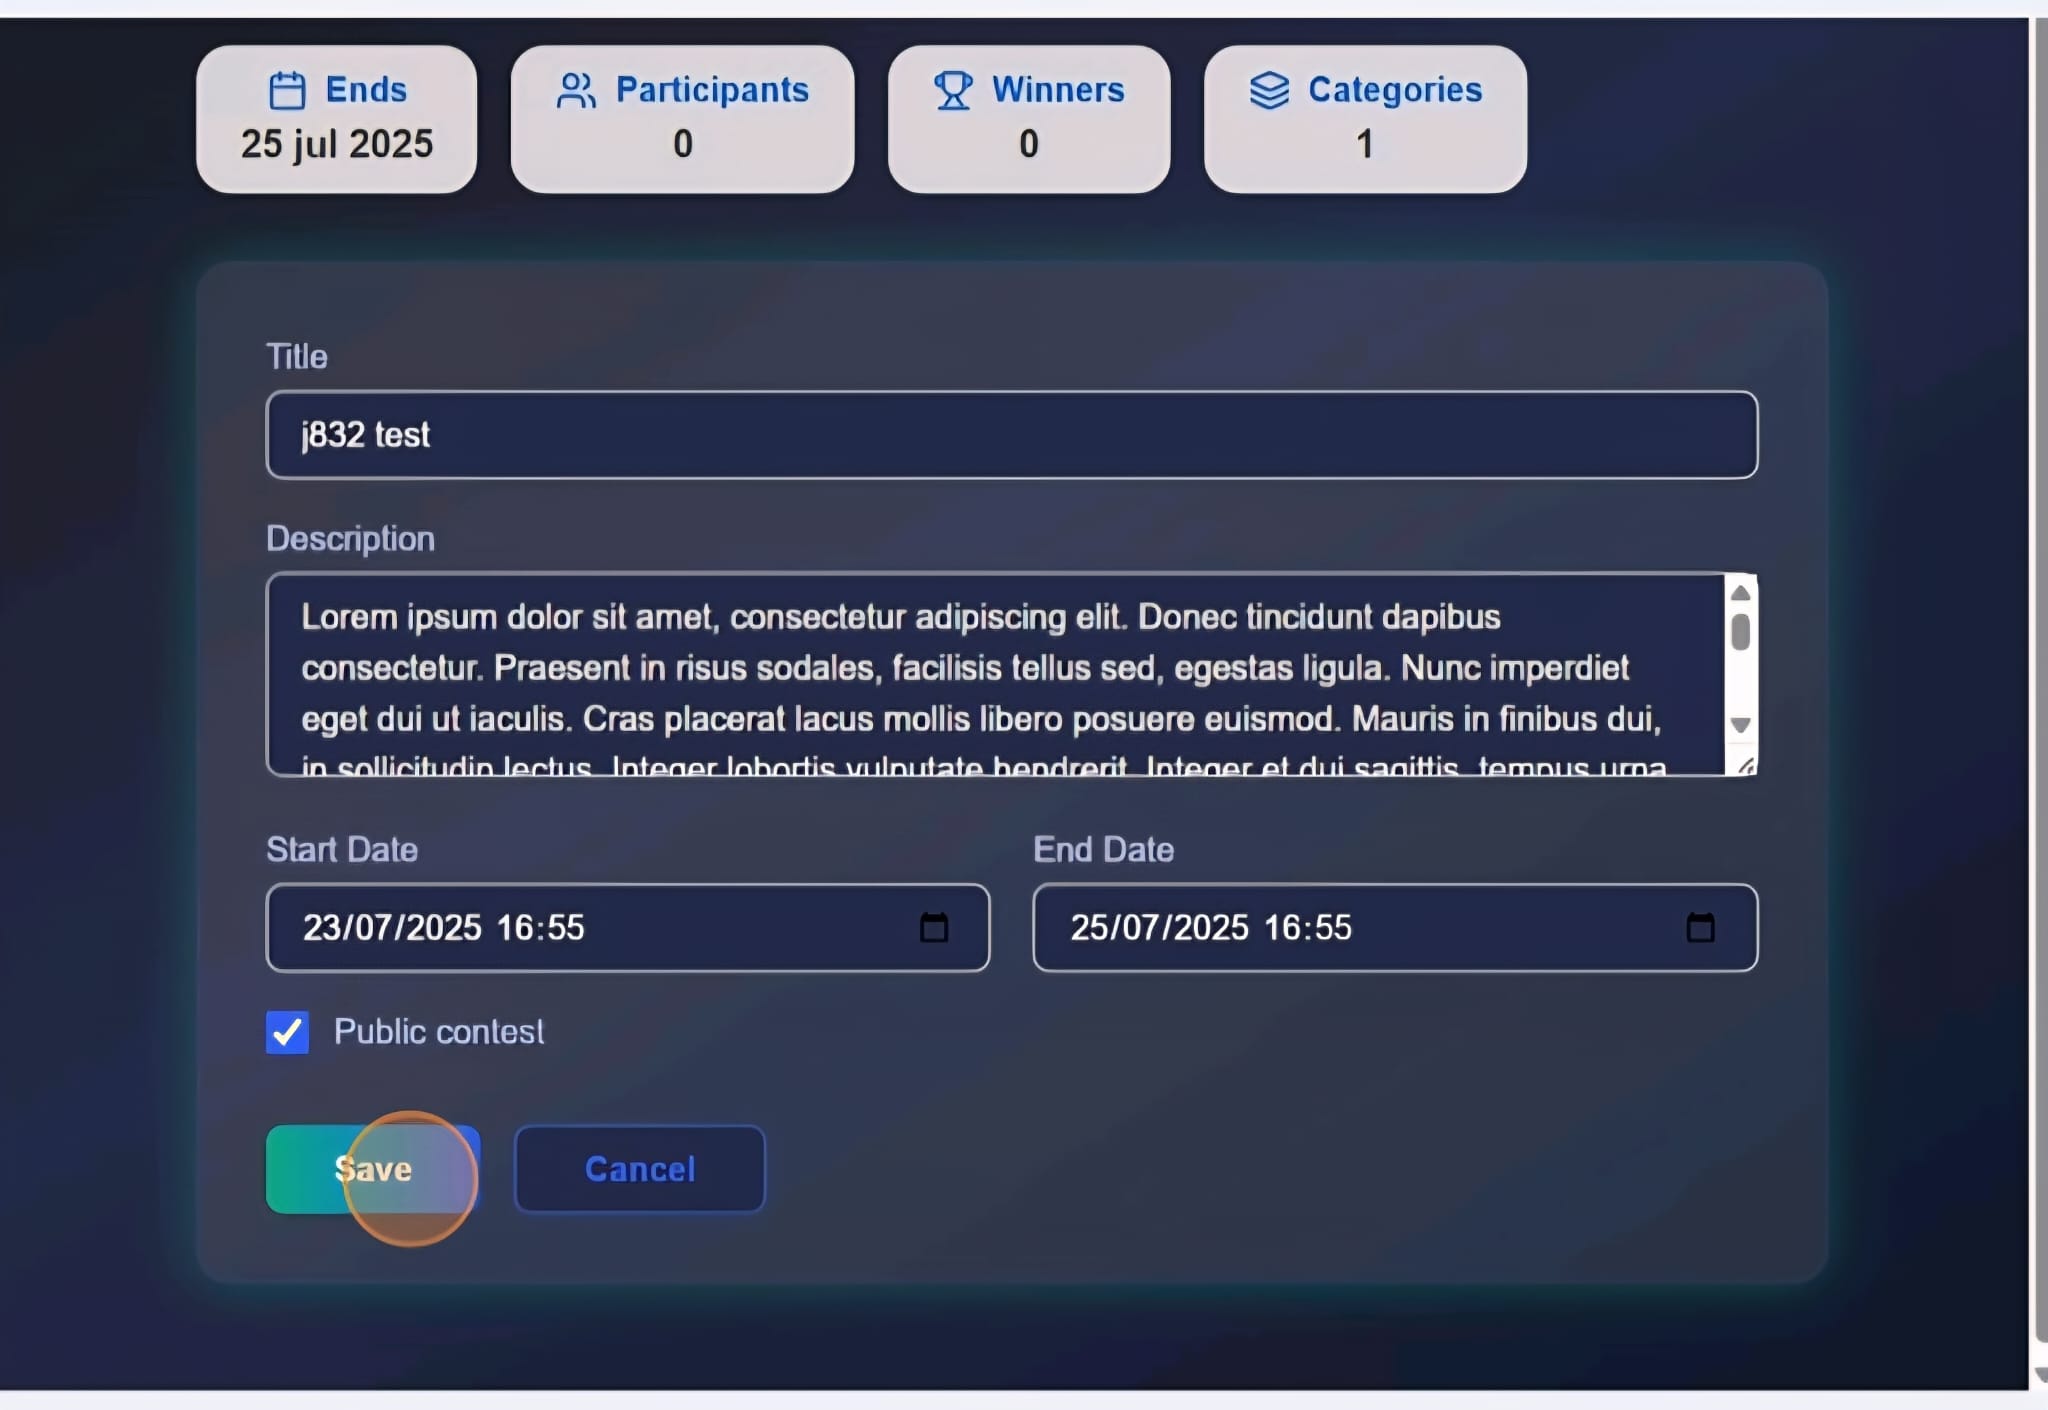 Ends
25 jul 2025
Participants
0
Winners
0
Categories
1
Title
j832 test
Description
Lorem ipsum dolor sit amet, consectetur adipiscing elit. Donec tincidunt dapibus
consectetur. Praesent in risus sodales, facilisis tellus sed, egestas ligula. Nunc imperdiet
eget dui ut iaculis. Cras placerat lacus mollis libero posuere euismod. Mauris in finibus dui,
in sollicitudin lectus. Integer lobortis vulputate hendrerit. Integer et dui sagittis, tempus urna
Start Date
End Date
23/07/2025 16:55
25/07/2025 16:55
Public contest
Save
Cancel